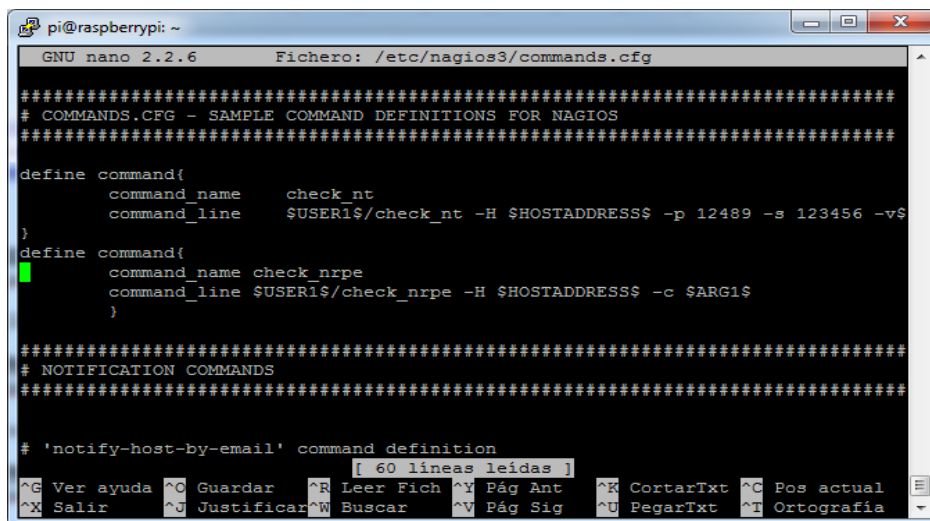 pi@raspberrypi: ~
GNU nano 2.2.6 Fichero: /etc/nagios3/commands.cfg
###############################################################################
# COMMANDS.CFG - SAMPLE COMMAND DEFINITIONS FOR NAGIOS
###############################################################################
define command{
command_name check_nt
command_line $USER1$/check_nt -H $HOSTADDRESS$ -p 12489 -s 123456 -v$
}
define command{
command_name check_nrpe
command_line $USER1$/check_nrpe -H $HOSTADDRESS$ -c $ARG1$
}
################################################################################
# NOTIFICATION COMMANDS
################################################################################
# 'notify-host-by-email' command definition
[ 60 líneas leídas ]
^G Ver ayuda ^O Guardar ^R Leer Fich ^Y Pág Ant ^K CortarTxt ^C Pos actual
^X Salir ^J Justificar ^W Buscar ^V Pág Sig ^U PegarTxt ^T Ortografía